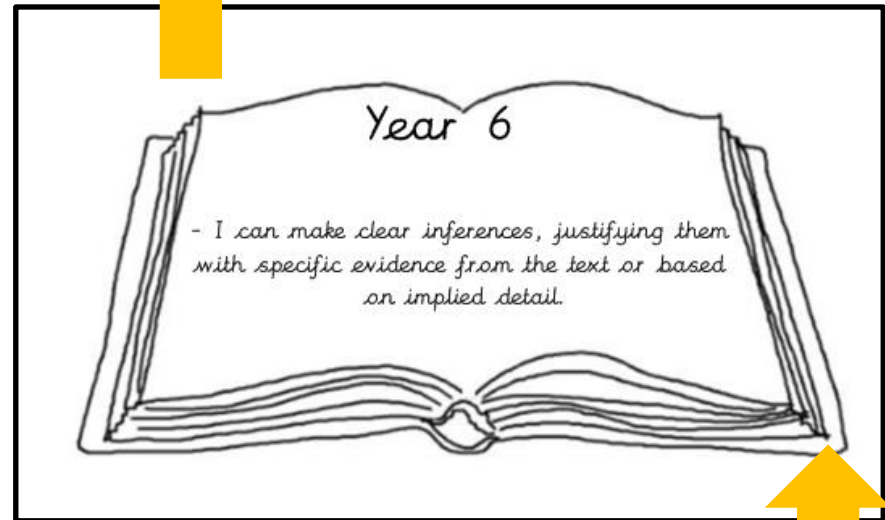 Year 6
- I can make clear inferences, justifying them
with specific evidence from the text or based
on implied detail.